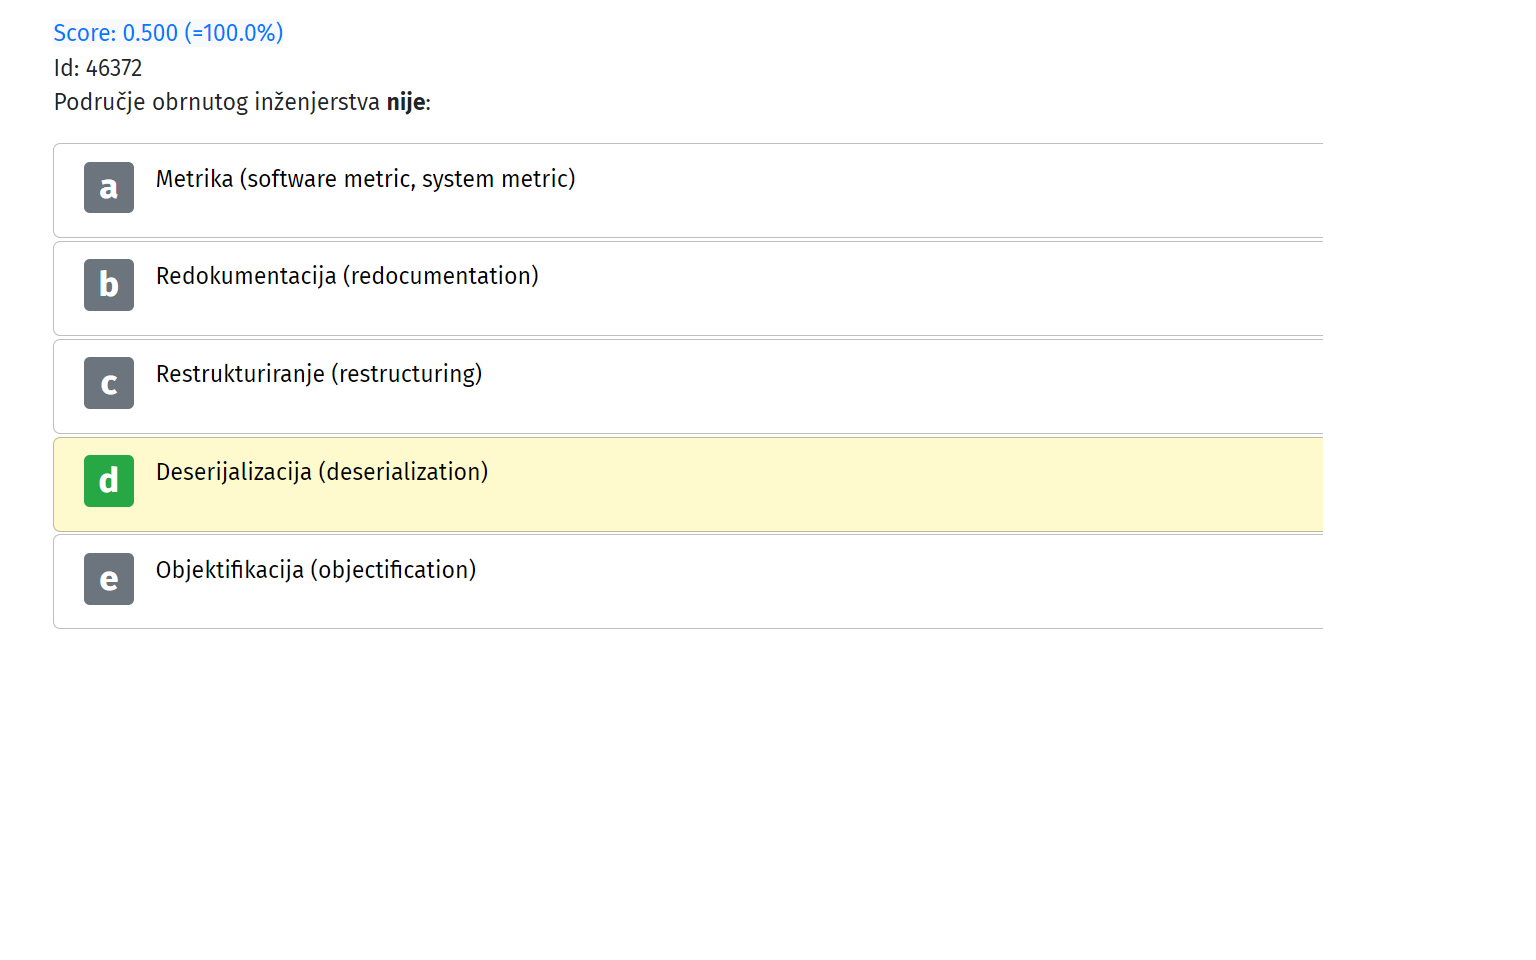 Score: 0.500 (=100.0%)
Id: 46372
Područje obrnutog inženjerstva nije:
a Metrika (software metric, system metric)
b Redokumentacija (redocumentation)
c Restrukturiranje (restructuring)
d Deserijalizacija (deserialization)
e Objektifikacija (objectification)